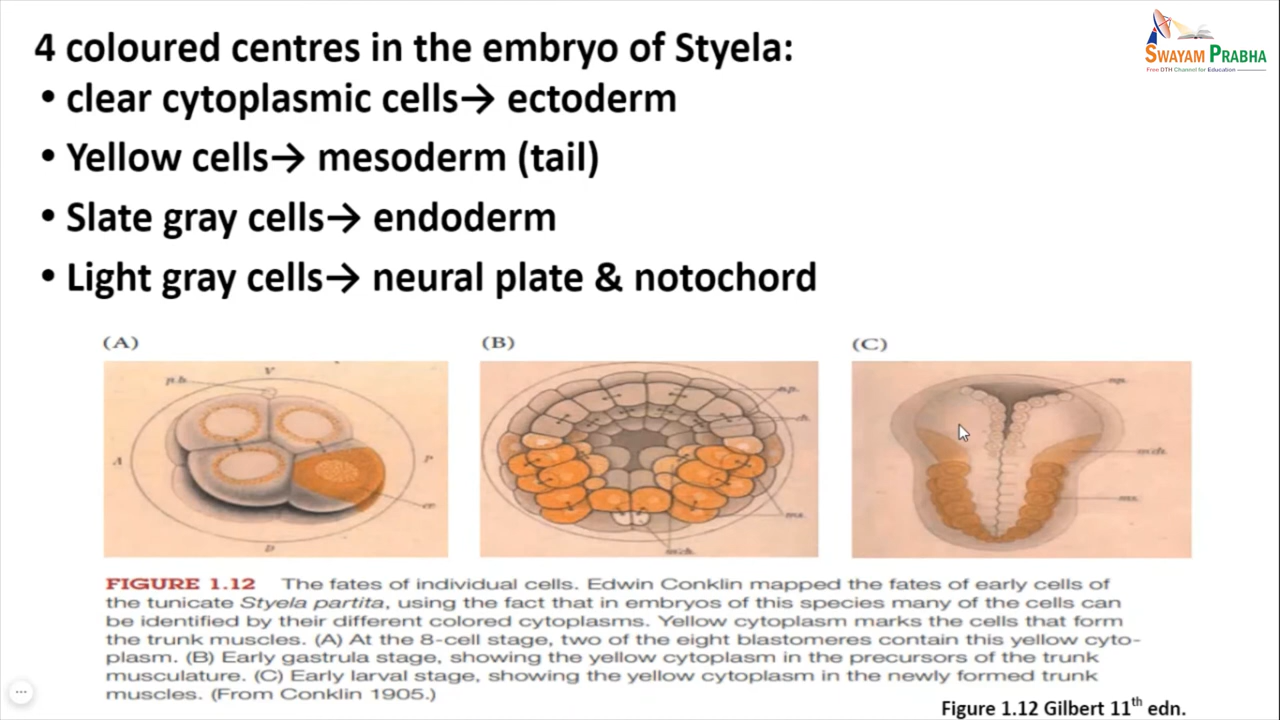 4 coloured centres in the embryo of Styela:
SWAYAM PRABHA
Free DTH Channel for Education
• clear cytoplasmic cells→ ectoderm
• Yellow cells→ mesoderm (tail)
• Slate gray cells→ endoderm
• Light gray cells→ neural plate & notochord
(A) (B) (C)
V
p.b
A P
D
n.p.
ch.
ms.
FIGURE 1.12 The fates of individual cells. Edwin Conklin mapped the fates of early cells of
the tunicate Styela partita, using the fact that in embryos of this species many of the cells can
be identified by their different colored cytoplasms. Yellow cytoplasm marks the cells that form
the trunk muscles. (A) At the 8-cell stage, two of the eight blastomeres contain this yellow cyto-
plasm. (B) Early gastrula stage, showing the yellow cytoplasm in the precursors of the trunk
musculature. (C) Early larval stage, showing the yellow cytoplasm in the newly formed trunk
muscles. (From Conklin 1905.)
Figure 1.12 Gilbert 11th edn.